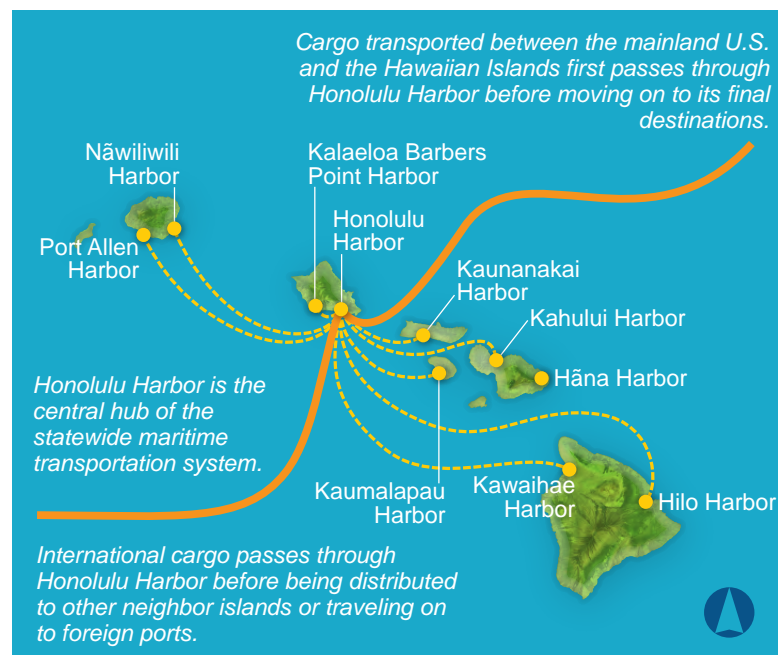 Cargo transported between the mainland U.S.
and the Hawaiian Islands first passes through
Honolulu Harbor before moving on to its final
destinations.
Nãwiliwili
Harbor
Kalaeloa Barbers
Point Harbor
Honolulu
Harbor
Port Allen
Harbor
Kaunanakai
Harbor
Kahului Harbor
Hãna Harbor
Honolulu Harbor is the
central hub of the
statewide maritime
transportation system.
Kaumalapau
Harbor
Kawaihae
Harbor
Hilo Harbor
International cargo passes through
Honolulu Harbor before being distributed
to other neighbor islands or traveling on
to foreign ports.